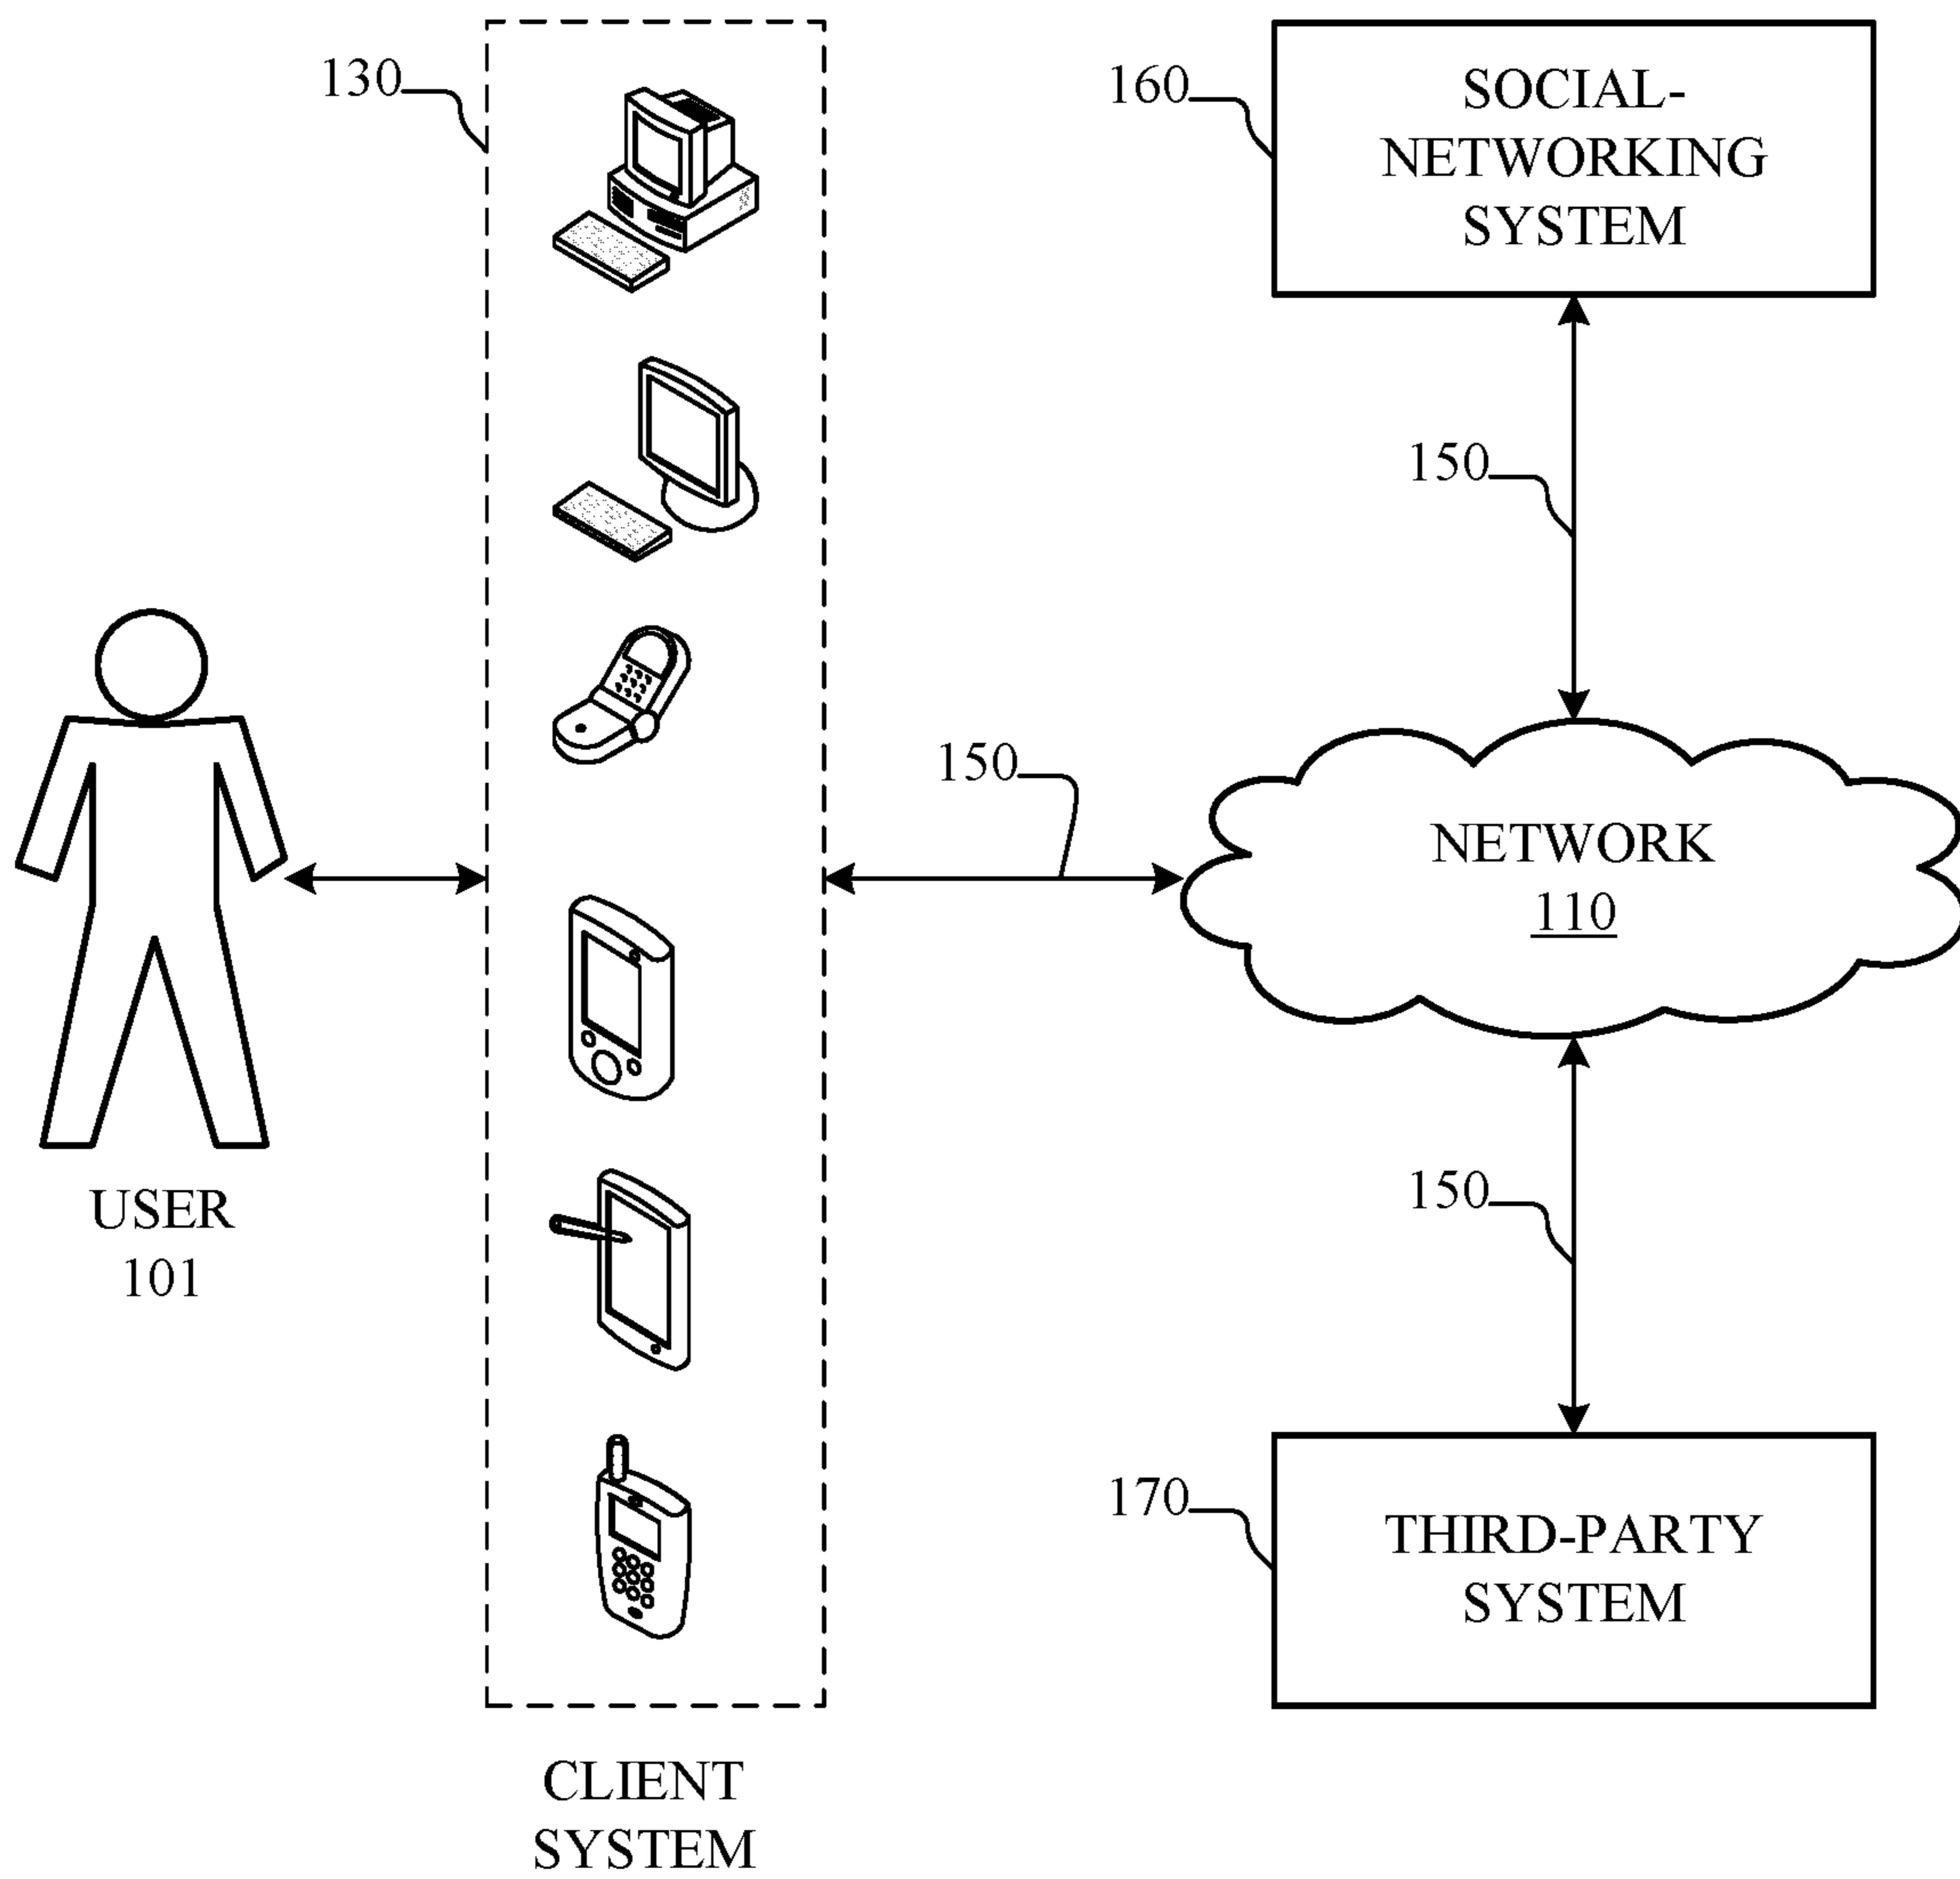 130
160
SOCIAL-
NETWORKING
SYSTEM
150
150
NETWORK
110
USER
101
150
170
THIRD-PARTY
SYSTEM
CLIENT
SYSTEM